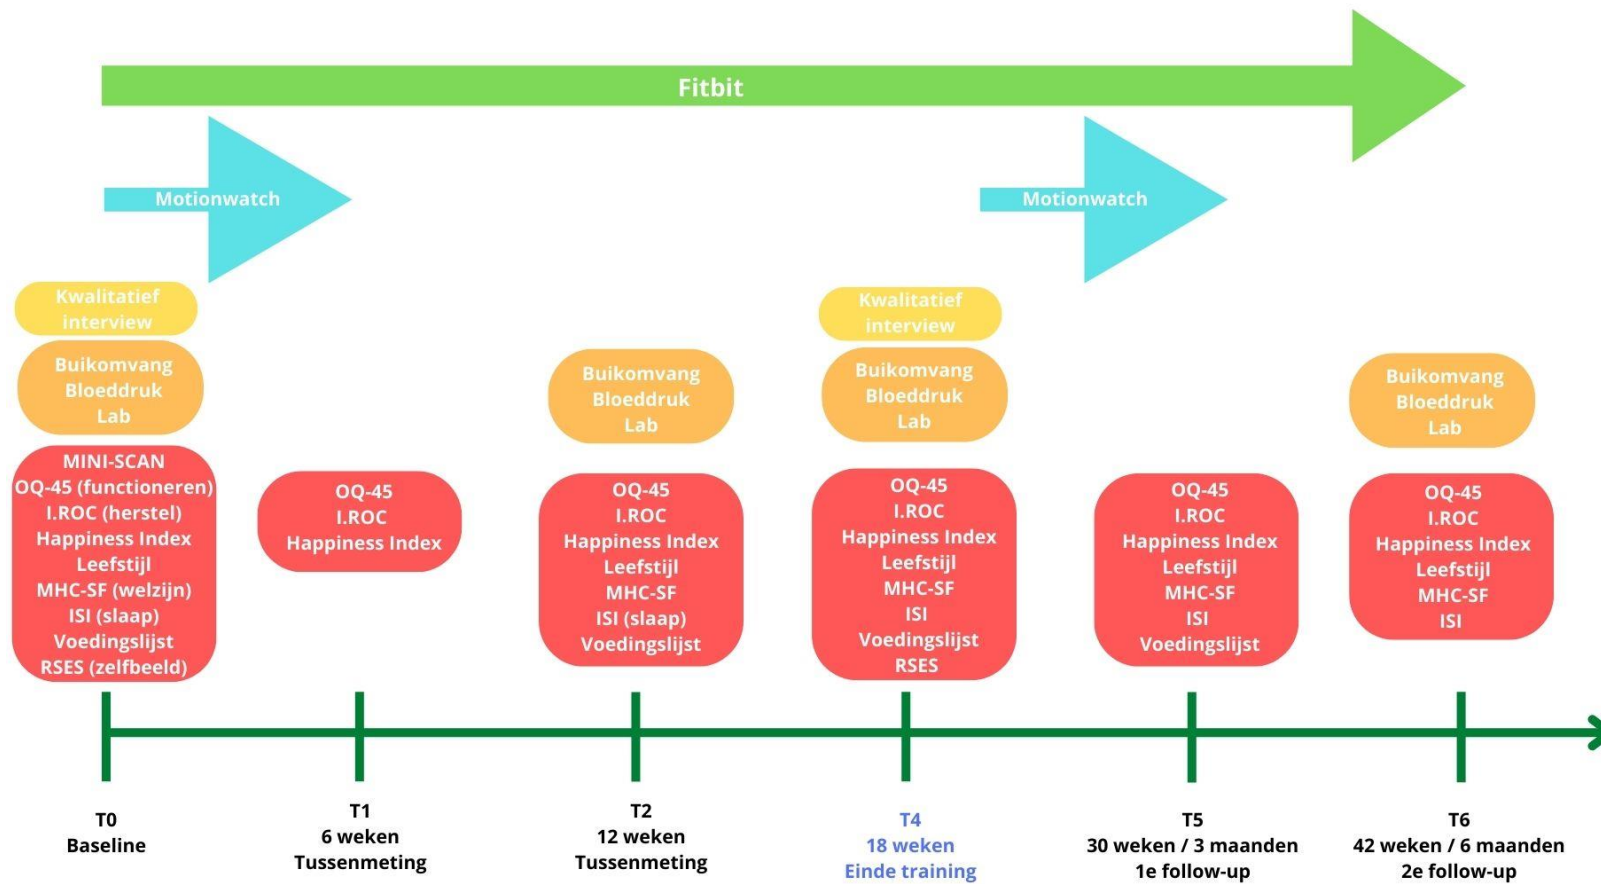 Fitbit
Motionwatch
Motionwatch
Kwalitatief
interview
Buikomvang
Bloeddruk
Lab
MINI-SCAN
OQ-45 (functioneren)
I.ROC (herstel)
Happiness Index
Leefstijl
MHC-SF (welzijn)
ISI (slaap)
Voedingslijst
RSES (zelfbeeld)
OQ-45
I.ROC
Happiness Index
Buikomvang
Bloeddruk
Lab
OQ-45
I.ROC
Happiness Index
Leefstijl
MHC-SF
ISI (slaap)
Voedingslijst
Kwalitatief
interview
Buikomvang
Bloeddruk
Lab
OQ-45
I.ROC
Happiness Index
Leefstijl
MHC-SF
ISI
Voedingslijst
RSES
OQ-45
I.ROC
Happiness Index
Leefstijl
MHC-SF
ISI
Voedingslijst
Buikomvang
Bloeddruk
Lab
OQ-45
I.ROC
Happiness Index
Leefstijl
MHC-SF
ISI
T0
Baseline
T1
6 weken
Tussenmeting
T2
12 weken
Tussenmeting
T4
18 weken
Einde training
T5
30 weken / 3 maanden
1e follow-up
T6
42 weken / 6 maanden
2e follow-up